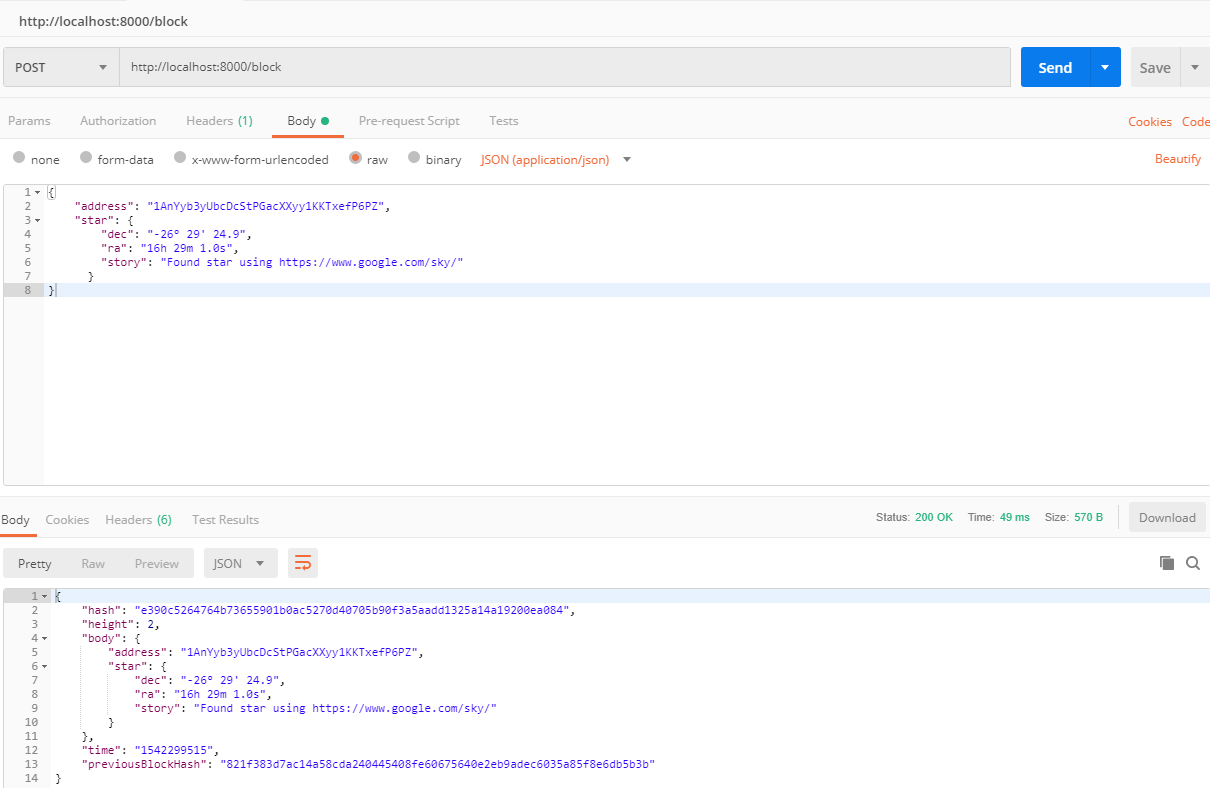 http://localhost:8000/block
POST http://localhost:8000/block Send Save
Params Authorization Headers (1) Body Pre-request Script Tests Cookies Code
none form-data x-www-form-urlencoded raw binary JSON (application/json) Beautify
1 {
2 "address": "1AnYyb3yUbcDcStPGacXXyy1KKTxefP6PZ",
3 "star": {
4 "dec": "-26° 29' 24.9",
5 "ra": "16h 29m 1.0s",
6 "story": "Found star using https://www.google.com/sky/"
7 }
8 }
Body Cookies Headers (6) Test Results Status: 200 OK Time: 49 ms Size: 570 B Download
Pretty Raw Preview JSON
1 {
2 "hash": "e390c5264764b73655901b0ac5270d40705b90f3a5aadd1325a14a19200ea084",
3 "height": 2,
4 "body": {
5 "address": "1AnYyb3yUbcDcStPGacXXyy1KKTxefP6PZ",
6 "star": {
7 "dec": "-26° 29' 24.9",
8 "ra": "16h 29m 1.0s",
9 "story": "Found star using https://www.google.com/sky/"
10 }
11 },
12 "time": "1542299515",
13 "previousBlockHash": "821f383d7ac14a58cda240445408fe60675640e2eb9adec6035a85f8e6db5b3b"
14 }